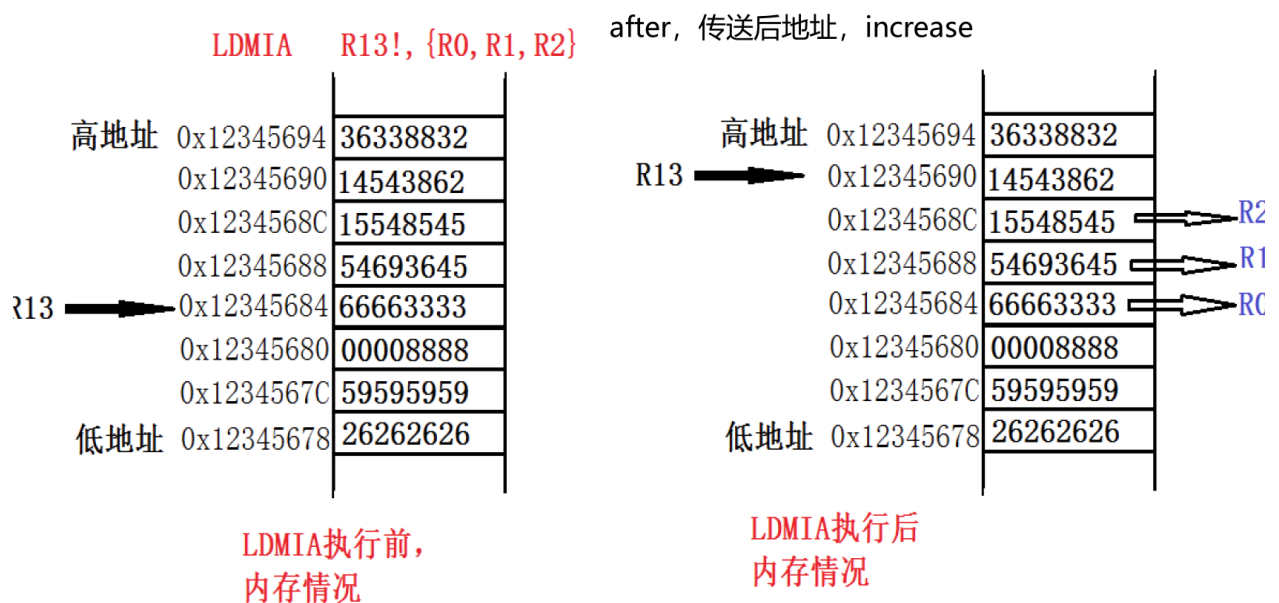 LDMIA R13!,{R0,R1,R2}
after，传送后地址，increase
高地址 0x12345694 36338832
0x12345690 14543862
0x1234568C 15548545
0x12345688 54693645
R13 0x12345684 66663333
0x12345680 00008888
0x1234567C 59595959
低地址 0x12345678 26262626
LDMIA执行前，
内存情况
高地址 0x12345694 36338832
R13 0x12345690 14543862
0x1234568C 15548545 R2
0x12345688 54693645 R1
0x12345684 66663333 R0
0x12345680 00008888
0x1234567C 59595959
低地址 0x12345678 26262626
LDMIA执行后
内存情况